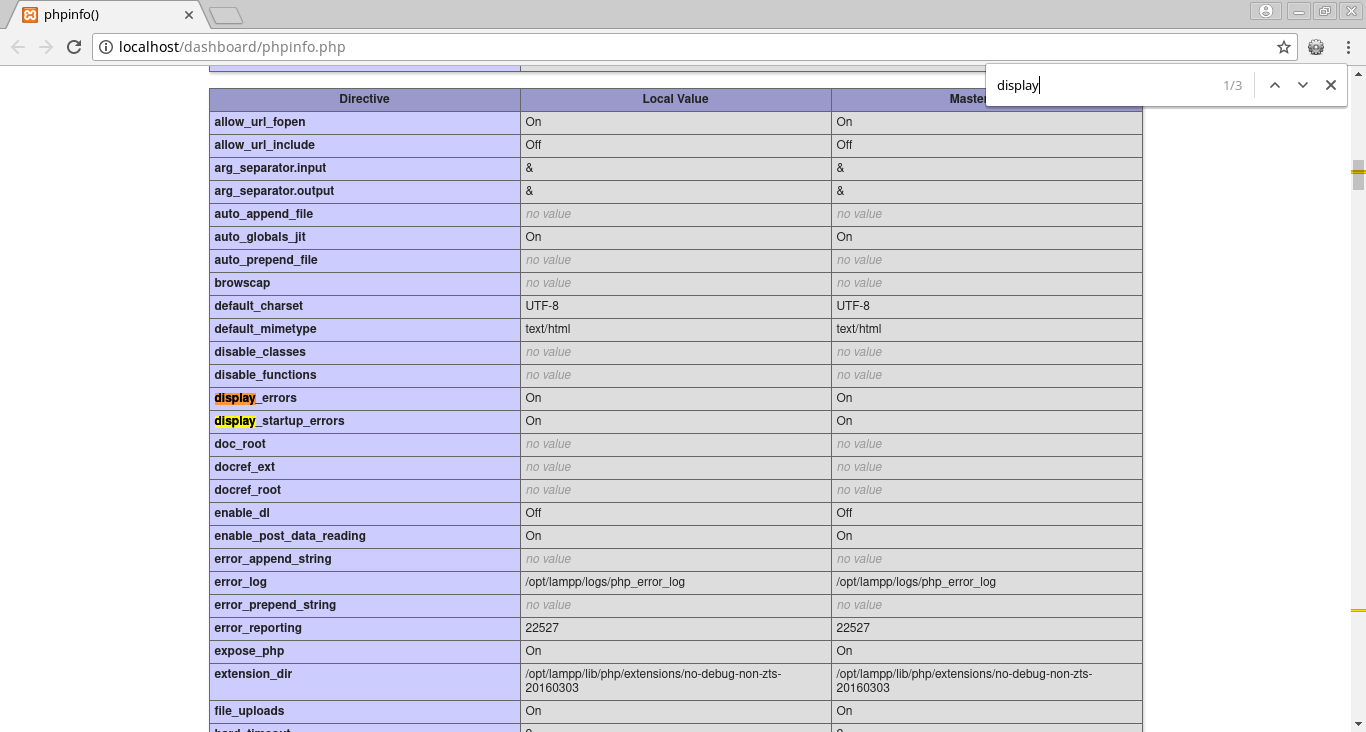 phpinfo()
localhost/dashboard/phpinfo.php
display 1/3
Directive Local Value Master
allow_url_fopen On On
allow_url_include Off Off
arg_separator.input & &
arg_separator.output & &
auto_append_file no value no value
auto_globals_jit On On
auto_prepend_file no value no value
browscap no value no value
default_charset UTF-8 UTF-8
default_mimetype text/html text/html
disable_classes no value no value
disable_functions no value no value
display_errors On On
display_startup_errors On On
doc_root no value no value
docref_ext no value no value
docref_root no value no value
enable_dl Off Off
enable_post_data_reading On On
error_append_string no value no value
error_log /opt/lampp/logs/php_error_log /opt/lampp/logs/php_error_log
error_prepend_string no value no value
error_reporting 22527 22527
expose_php On On
extension_dir /opt/lampp/lib/php/extensions/no-debug-non-zts- /opt/lampp/lib/php/extensions/no-debug-non-zts-
20160303 20160303
file_uploads On On